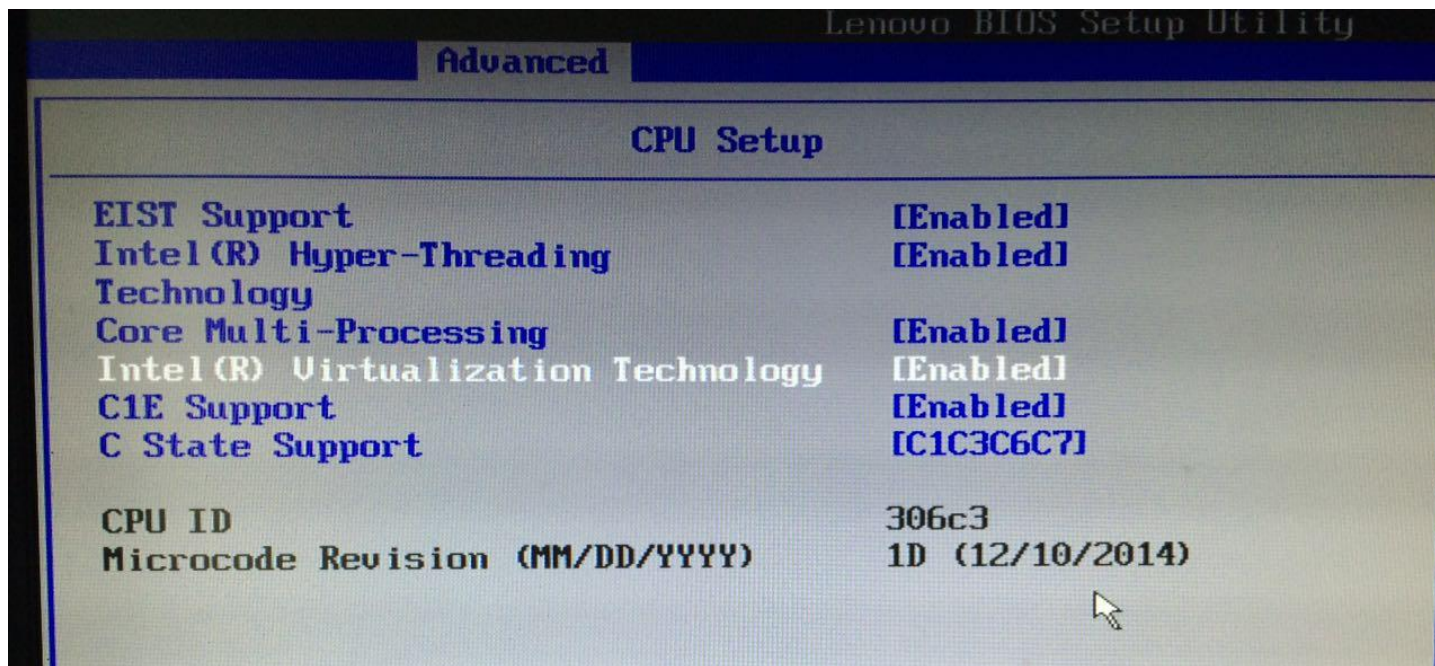 Lenovo BIOS Setup Utility
Advanced
CPU Setup
EIST Support [Enabled]
Intel(R) Hyper-Threading [Enabled]
Technology
Core Multi-Processing [Enabled]
Intel(R) Virtualization Technology [Enabled]
C1E Support [Enabled]
C State Support [C1C3C6C7]
CPU ID 306c3
Microcode Revision (MM/DD/YYYY) 1D (12/10/2014)